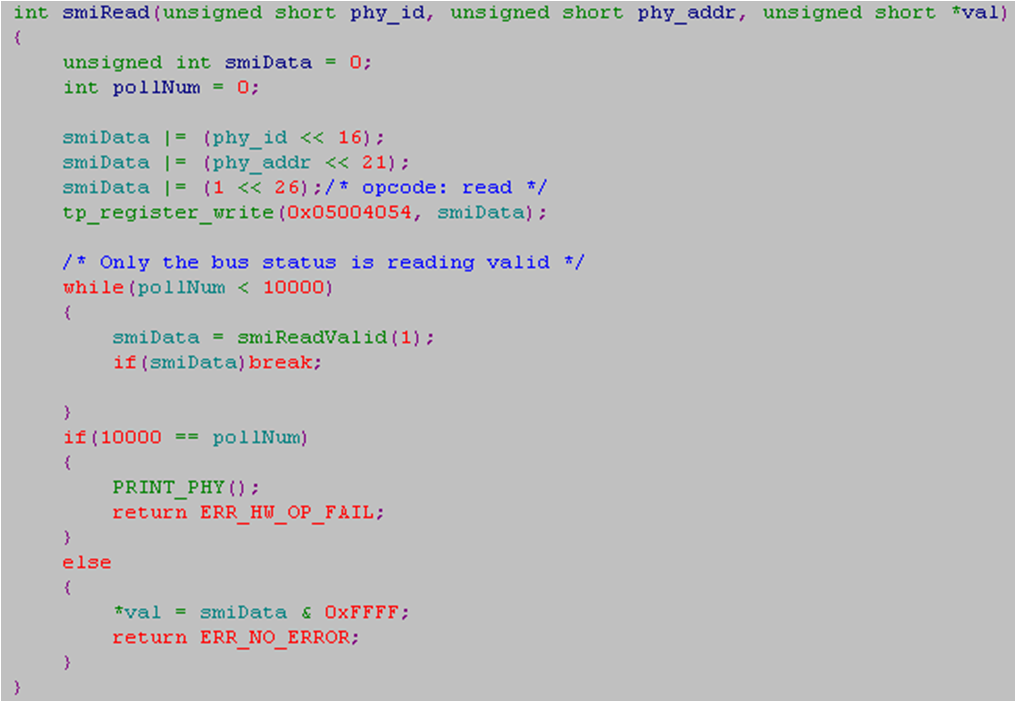 int smiRead(unsigned short phy_id, unsigned short phy_addr, unsigned short *val)
{
    unsigned int smiData = 0;
    int pollNum = 0;

    smiData |= (phy_id << 16);
    smiData |= (phy_addr << 21);
    smiData |= (1 << 26);/* opcode: read */
    tp_register_write(0x05004054, smiData);

    /* Only the bus status is reading valid */
    while(pollNum < 10000)
    {
        smiData = smiReadValid(1);
        if(smiData)break;

    }
    if(10000 == pollNum)
    {
        PRINT_PHY();
        return ERR_HW_OP_FAIL;
    }
    else
    {
        *val = smiData & 0xFFFF;
        return ERR_NO_ERROR;
    }
}